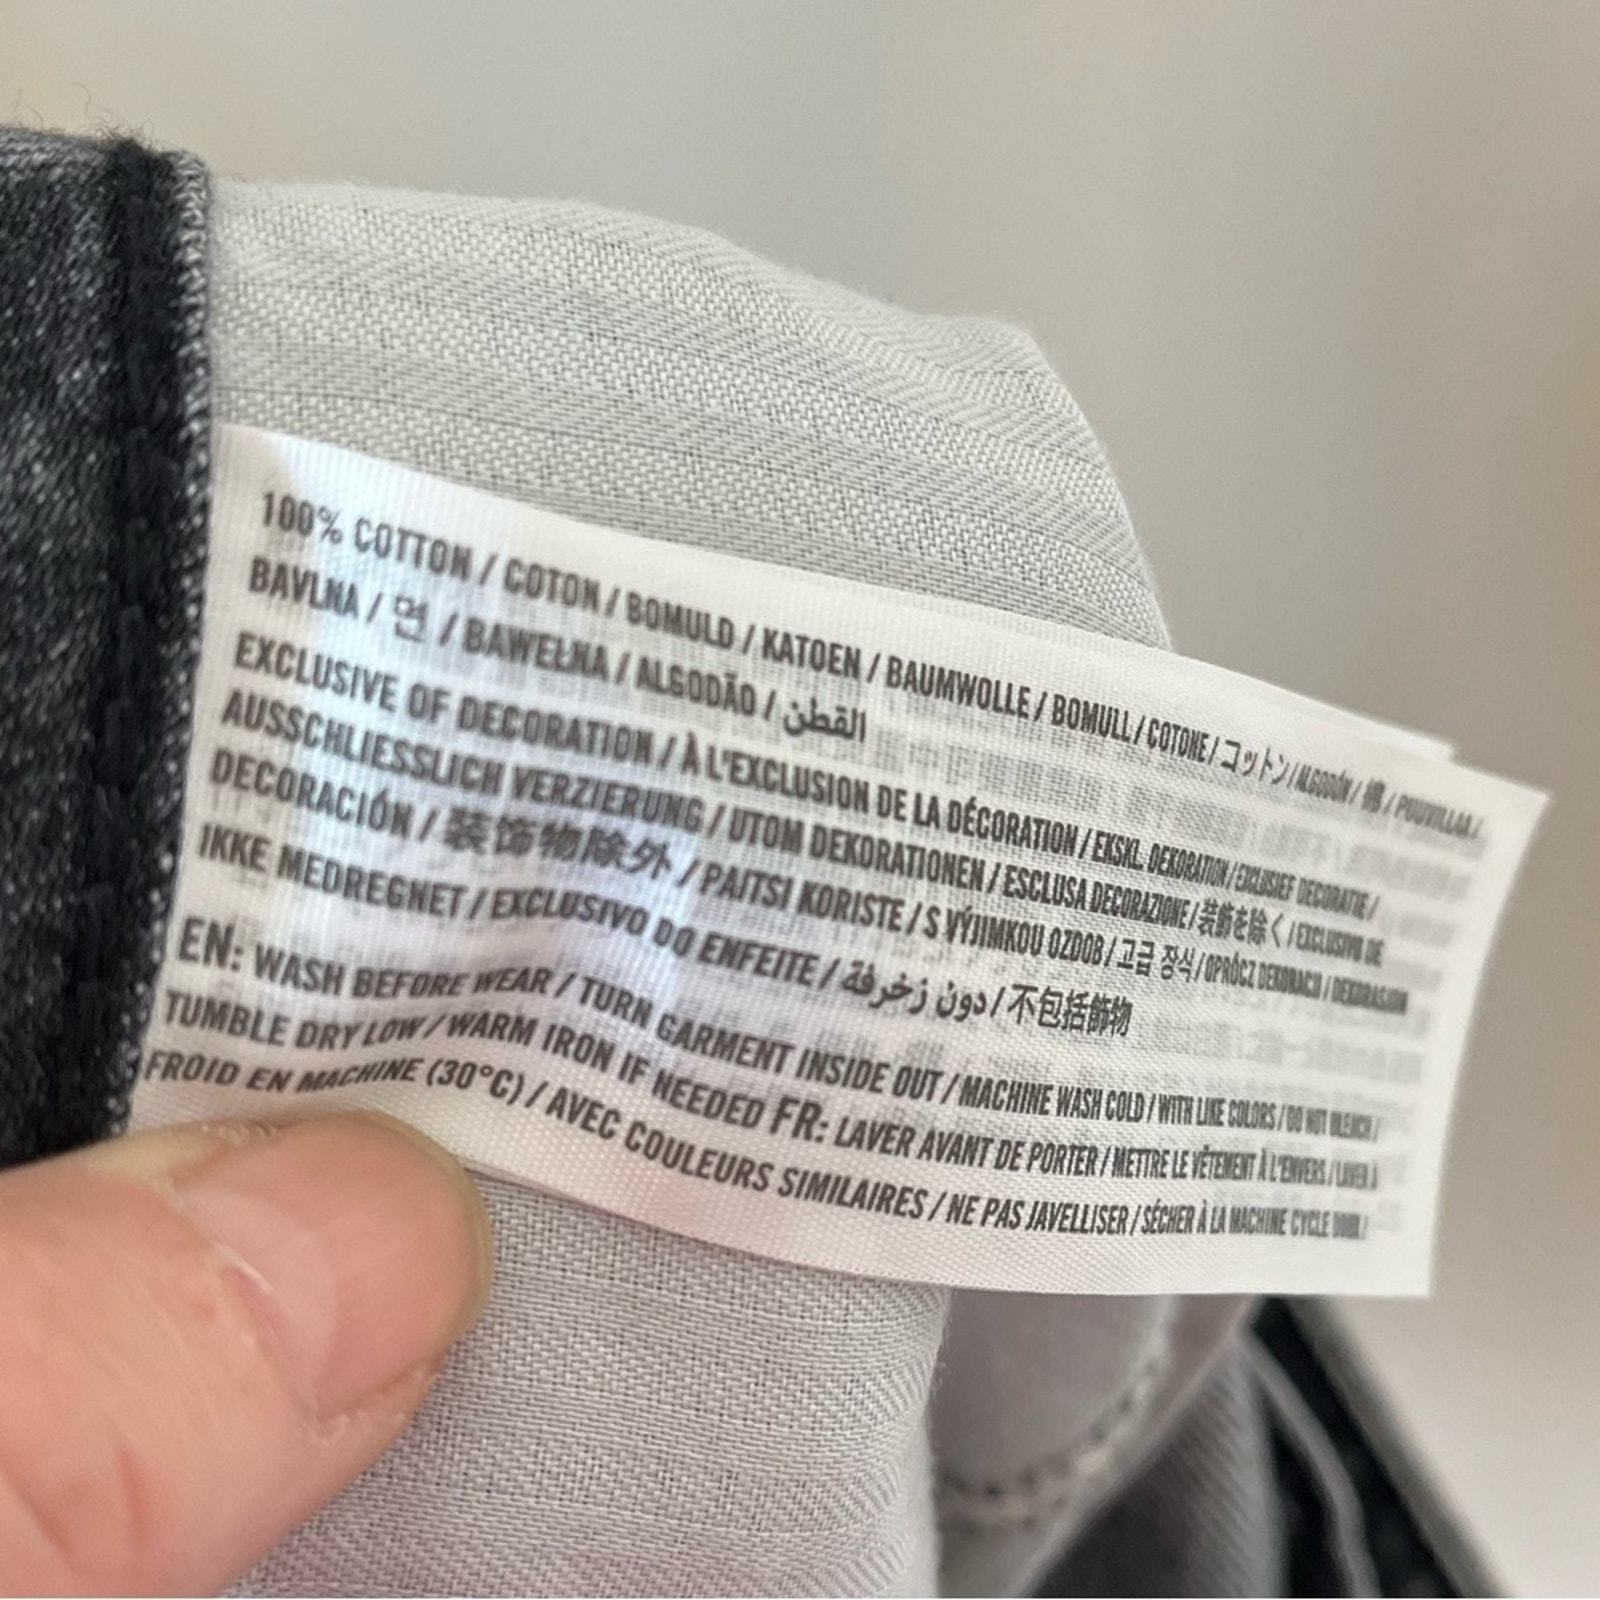 100% COTTON / COTON / BOMULD / KATOEN / BAUMWOLLE / BOMULL / COTONE / コットン / ALGODÓN / 棉 / PUUVILLAA /
BAVLNA / 면 / BAWEŁNA / ALGODÃO / القطن
EXCLUSIVE OF DECORATION / À L'EXCLUSION DE LA DÉCORATION / EKSKL. DEKORATION / EXCLUSIEF DECORATIE /
AUSSCHLIESSLICH VERZIERUNG / UTOM DEKORATIONEN / ESCLUSA DECORAZIONE / 装飾を除く / EXCLUSIVO DE
DECORACIÓN / 装饰物除外 / PAITSI KORISTE / S VÝJIMKOU OZDOB / 고급 장식 / OPRÓCZ DEKORACJI / DEKORASJON
IKKE MEDREGNET / EXCLUSIVO DO ENFEITE / دون زخرفة / 不包括飾物
EN: WASH BEFORE WEAR / TURN GARMENT INSIDE OUT / MACHINE WASH COLD / WITH LIKE COLORS / DO NOT BLEACH /
TUMBLE DRY LOW / WARM IRON IF NEEDED FR: LAVER AVANT DE PORTER / METTRE LE VÊTEMENT À L'ENVERS / LAVER À
FROID EN MACHINE (30°C) / AVEC COULEURS SIMILAIRES / NE PAS JAVELLISER / SÉCHER À LA MACHINE CYCLE DOUX /